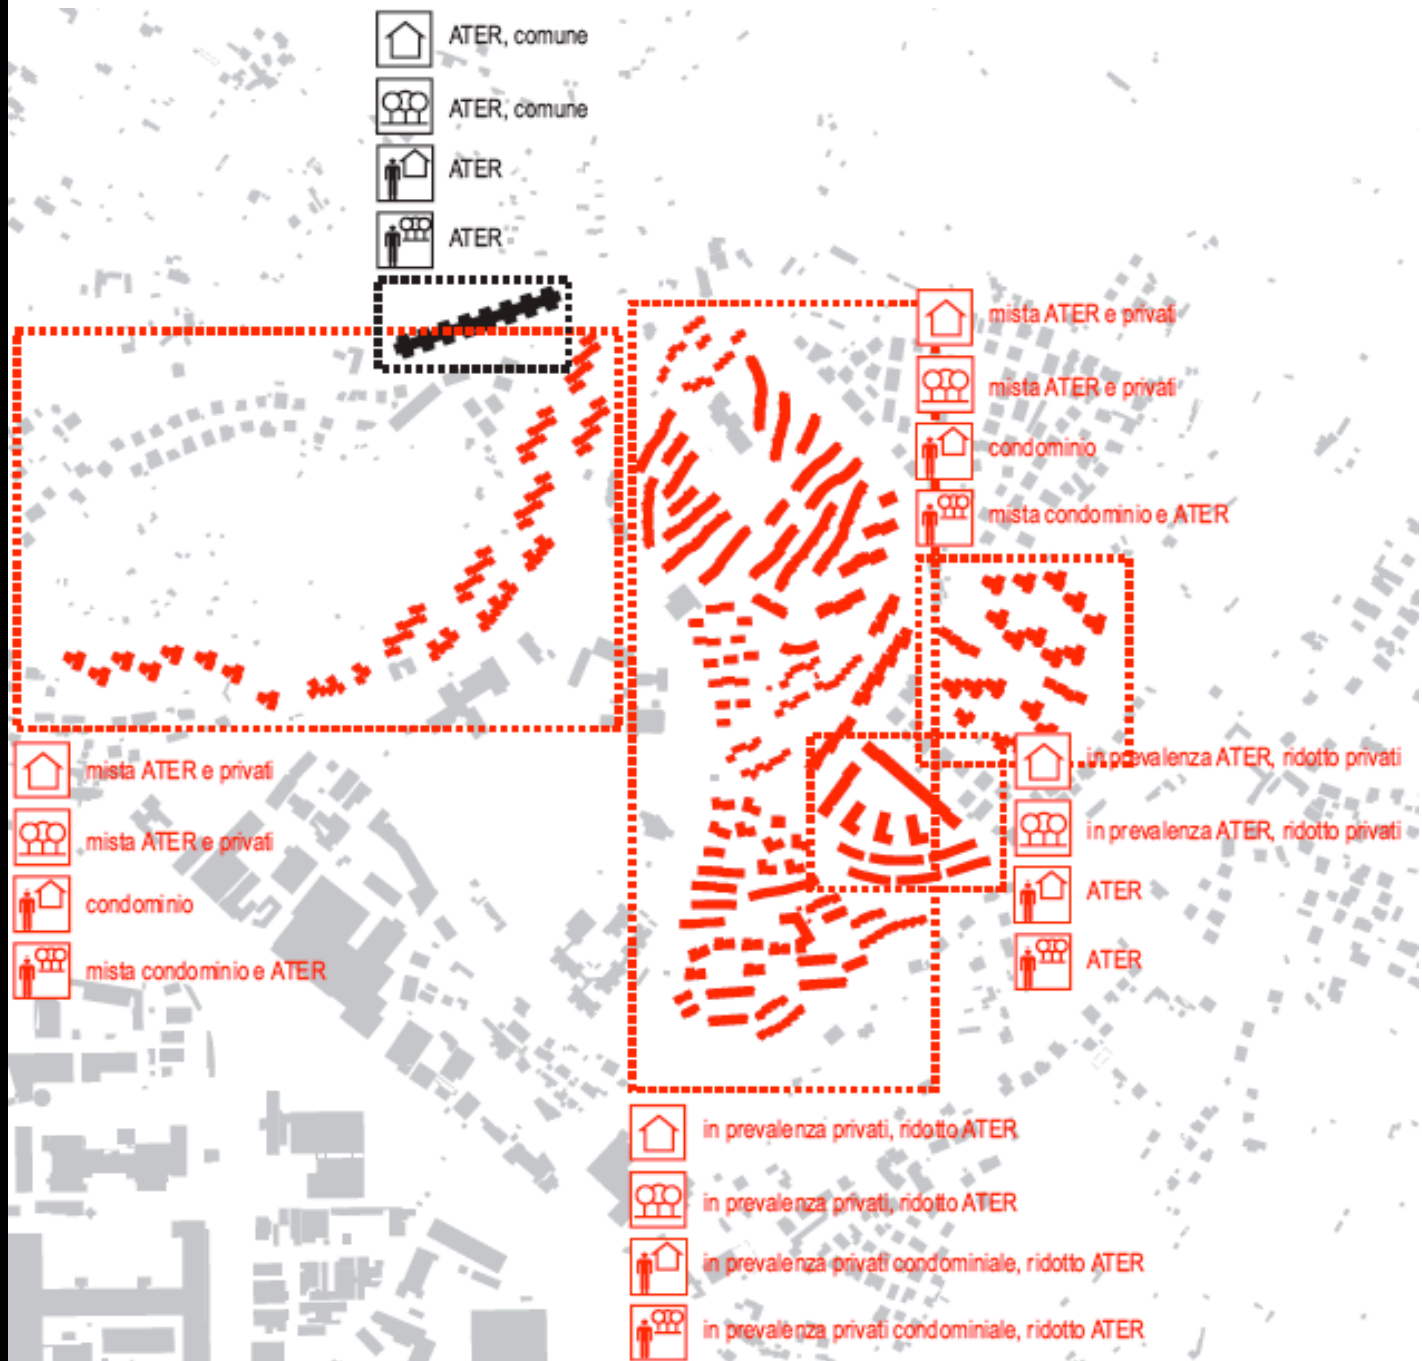 ATER, comune
ATER, comune
ATER
ATER
mista ATER e privati
mista ATER e privati
condominio
mista condominio e ATER
mista ATER e privati
mista ATER e privati
condominio
mista condominio e ATER
in prevalenza ATER, ridotto privati
in prevalenza ATER, ridotto privati
ATER
ATER
in prevalenza privati, ridotto ATER
in prevalenza privati, ridotto ATER
in prevalenza privati condominiale, ridotto ATER
in prevalenza privati condominiale, ridotto ATER